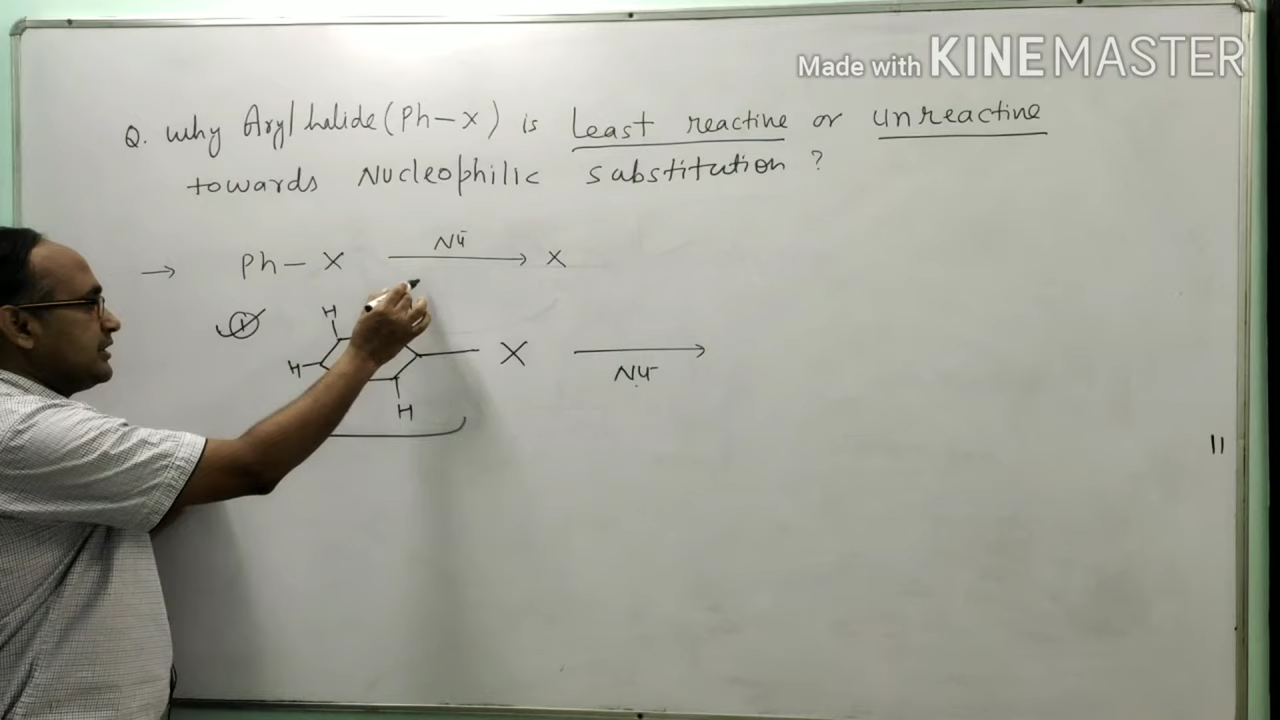 Made with KINEMASTER
Q. Why Aryl halide (Ph-X) is Least reactive or unreactive
towards Nucleophilic substitution ?
→ Ph - X Nu⁻ → X
① H
H X → Nu⁻
H
11